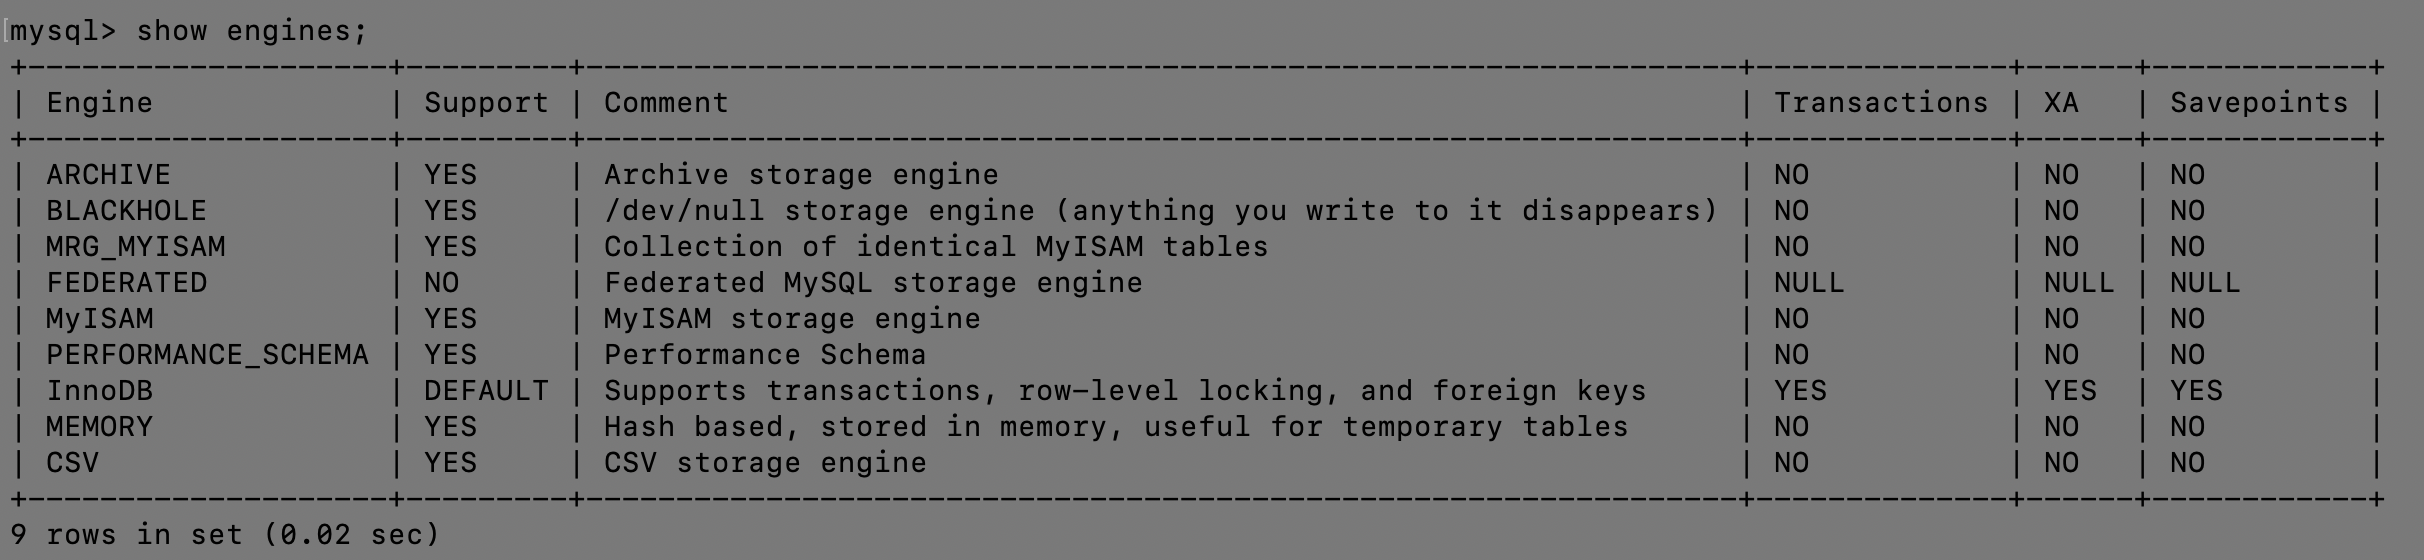 mysql> show engines;
+--------------------+---------+----------------------------------------------------------------+--------------+------+------------+
| Engine             | Support | Comment                                                        | Transactions | XA   | Savepoints |
+--------------------+---------+----------------------------------------------------------------+--------------+------+------------+
| ARCHIVE            | YES     | Archive storage engine                                         | NO           | NO   | NO         |
| BLACKHOLE          | YES     | /dev/null storage engine (anything you write to it disappears) | NO           | NO   | NO         |
| MRG_MYISAM         | YES     | Collection of identical MyISAM tables                          | NO           | NO   | NO         |
| FEDERATED          | NO      | Federated MySQL storage engine                                 | NULL         | NULL | NULL       |
| MyISAM             | YES     | MyISAM storage engine                                          | NO           | NO   | NO         |
| PERFORMANCE_SCHEMA | YES     | Performance Schema                                             | NO           | NO   | NO         |
| InnoDB             | DEFAULT | Supports transactions, row-level locking, and foreign keys     | YES          | YES  | YES        |
| MEMORY             | YES     | Hash based, stored in memory, useful for temporary tables      | NO           | NO   | NO         |
| CSV                | YES     | CSV storage engine                                             | NO           | NO   | NO         |
+--------------------+---------+----------------------------------------------------------------+--------------+------+------------+
9 rows in set (0.02 sec)